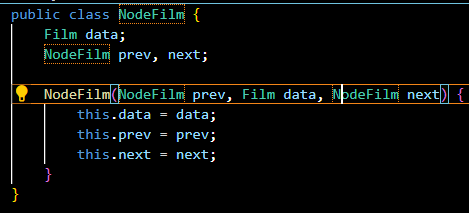 public class NodeFilm {
    Film data;
    NodeFilm prev, next;

    NodeFilm(NodeFilm prev, Film data, NodeFilm next) {
        this.data = data;
        this.prev = prev;
        this.next = next;
    }
}